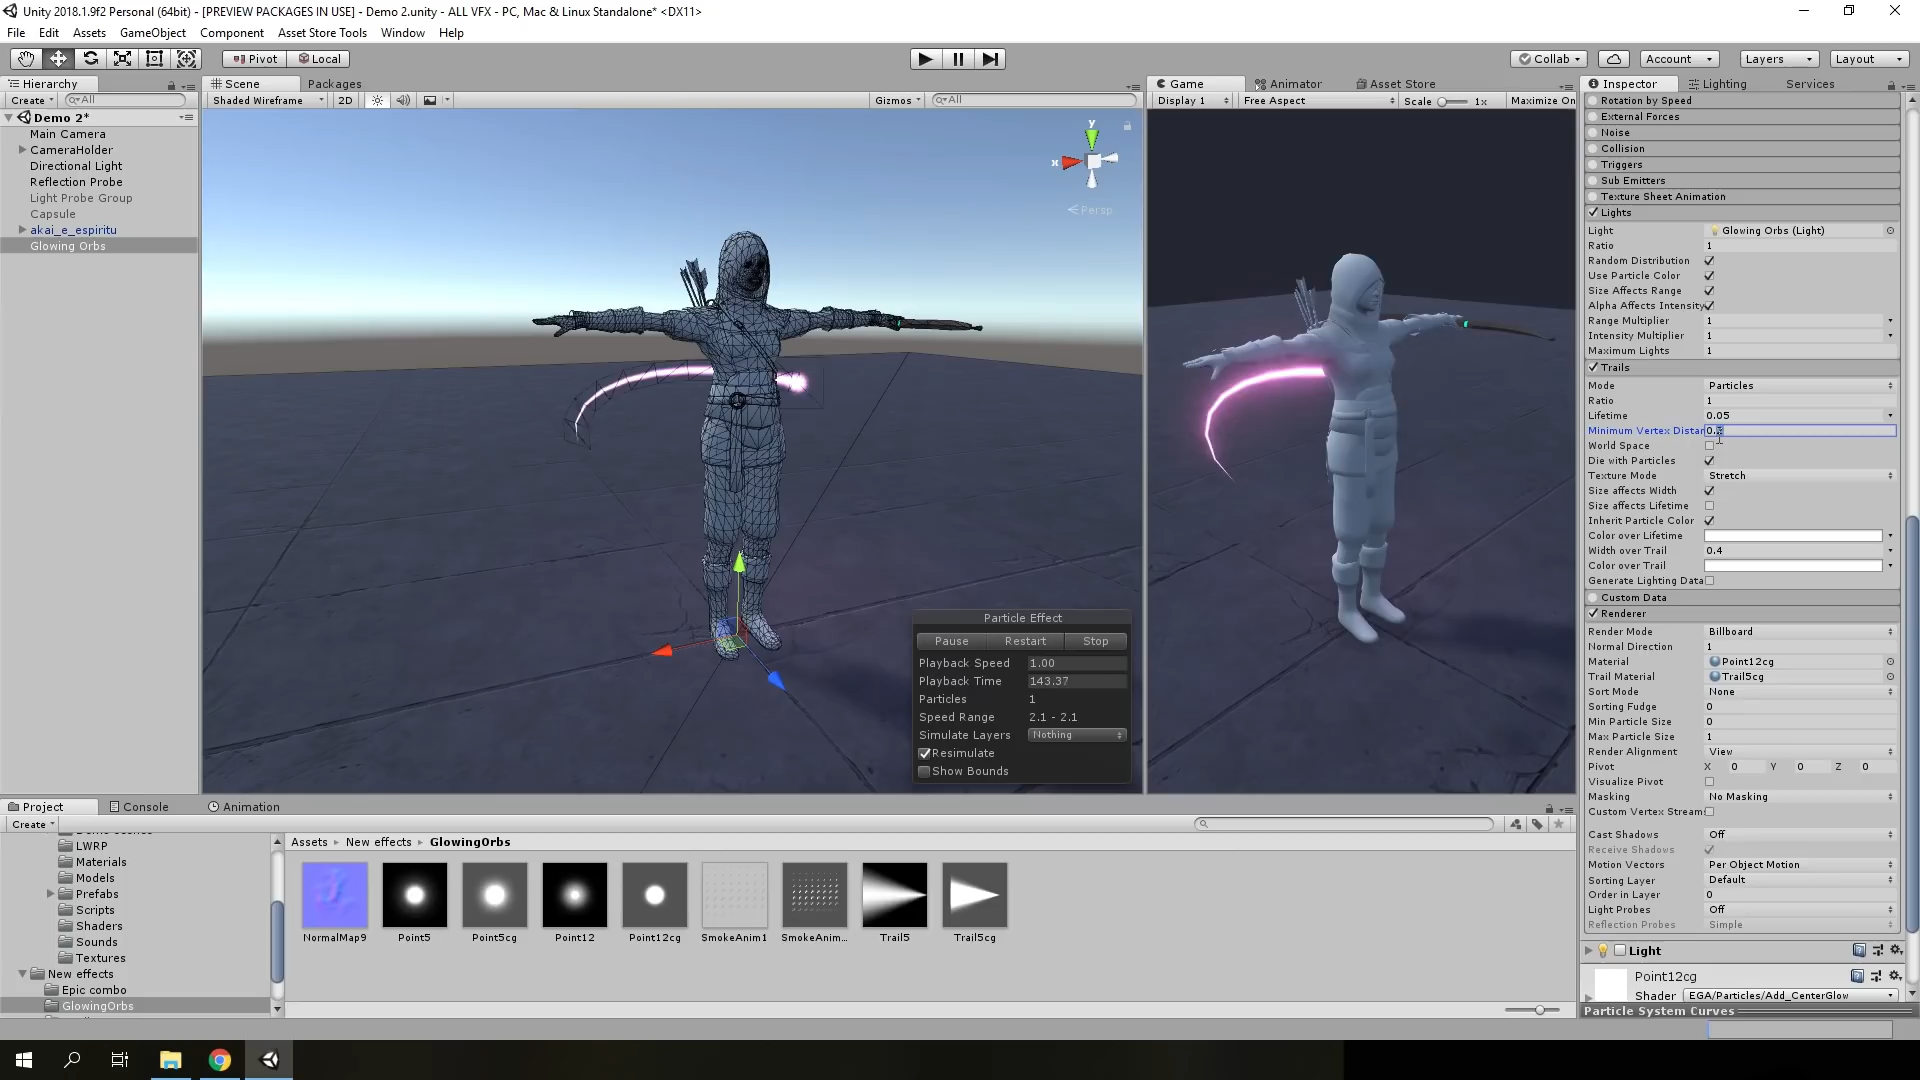 Unity 2018.1.9f2 Personal (64bit) - [PREVIEW PACKAGES IN USE] - Demo 2.unity - ALL VFX - PC, Mac & Linux Standalone* <DX11>
File Edit Assets GameObject Component Asset Store Tools Window Help
Pivot Local Collab Account Layers Layout
Hierarchy
Create All
Demo 2*
Main Camera
CameraHolder
Directional Light
Reflection Probe
Light Probe Group
Capsule
akai_e_espiritu
Glowing Orbs
Scene Packages
Shaded Wireframe 2D Gizmos All
y
x
Persp
Particle Effect
Pause Restart Stop
Playback Speed 1.00
Playback Time 143.37
Particles 1
Speed Range 2.1 - 2.1
Simulate Layers Nothing
Resimulate
Show Bounds
Game Animator Asset Store
Display 1 Free Aspect Scale 1x Maximize On
Inspector Lighting Services
Rotation by Speed
External Forces
Noise
Collision
Triggers
Sub Emitters
Texture Sheet Animation
Lights
Light Glowing Orbs (Light)
Ratio 1
Random Distribution
Use Particle Color
Size Affects Range
Alpha Affects Intensity
Range Multiplier 1
Intensity Multiplier 1
Maximum Lights 1
Trails
Mode Particles
Ratio 1
Lifetime 0.05
Minimum Vertex Distan
World Space
Die with Particles
Texture Mode Stretch
Size affects Width
Size affects Lifetime
Inherit Particle Color
Color over Lifetime
Width over Trail 0.4
Color over Trail
Generate Lighting Data
Custom Data
Renderer
Render Mode Billboard
Normal Direction 1
Material Point12cg
Trail Material Trail5cg
Sort Mode None
Sorting Fudge 0
Min Particle Size 0
Max Particle Size 1
Render Alignment View
Pivot X 0 Y 0 Z 0
Visualize Pivot
Masking No Masking
Custom Vertex Stream
Cast Shadows Off
Receive Shadows
Motion Vectors Per Object Motion
Sorting Layer Default
Order in Layer 0
Light Probes Off
Reflection Probes Simple
Light
Point12cg
Shader EGA/Particles/Add_CenterGlow
Particle System Curves
Project Console Animation
Create
LWRP
Materials
Models
Prefabs
Scripts
Shaders
Sounds
Textures
New effects
Epic combo
GlowingOrbs
Assets New effects GlowingOrbs
NormalMap9 Point5 Point5cg Point12 Point12cg SmokeAnim1 SmokeAnim... Trail5 Trail5cg